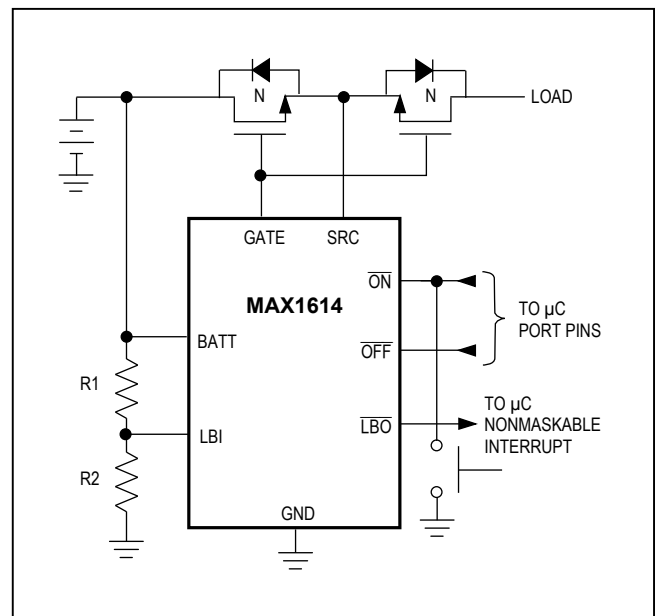 N
N
LOAD
GATE
SRC
MAX1614
ON
TO µC
PORT PINS
BATT
OFF
R1
TO µC
NONMASKABLE
INTERRUPT
LBO
LBI
R2
GND